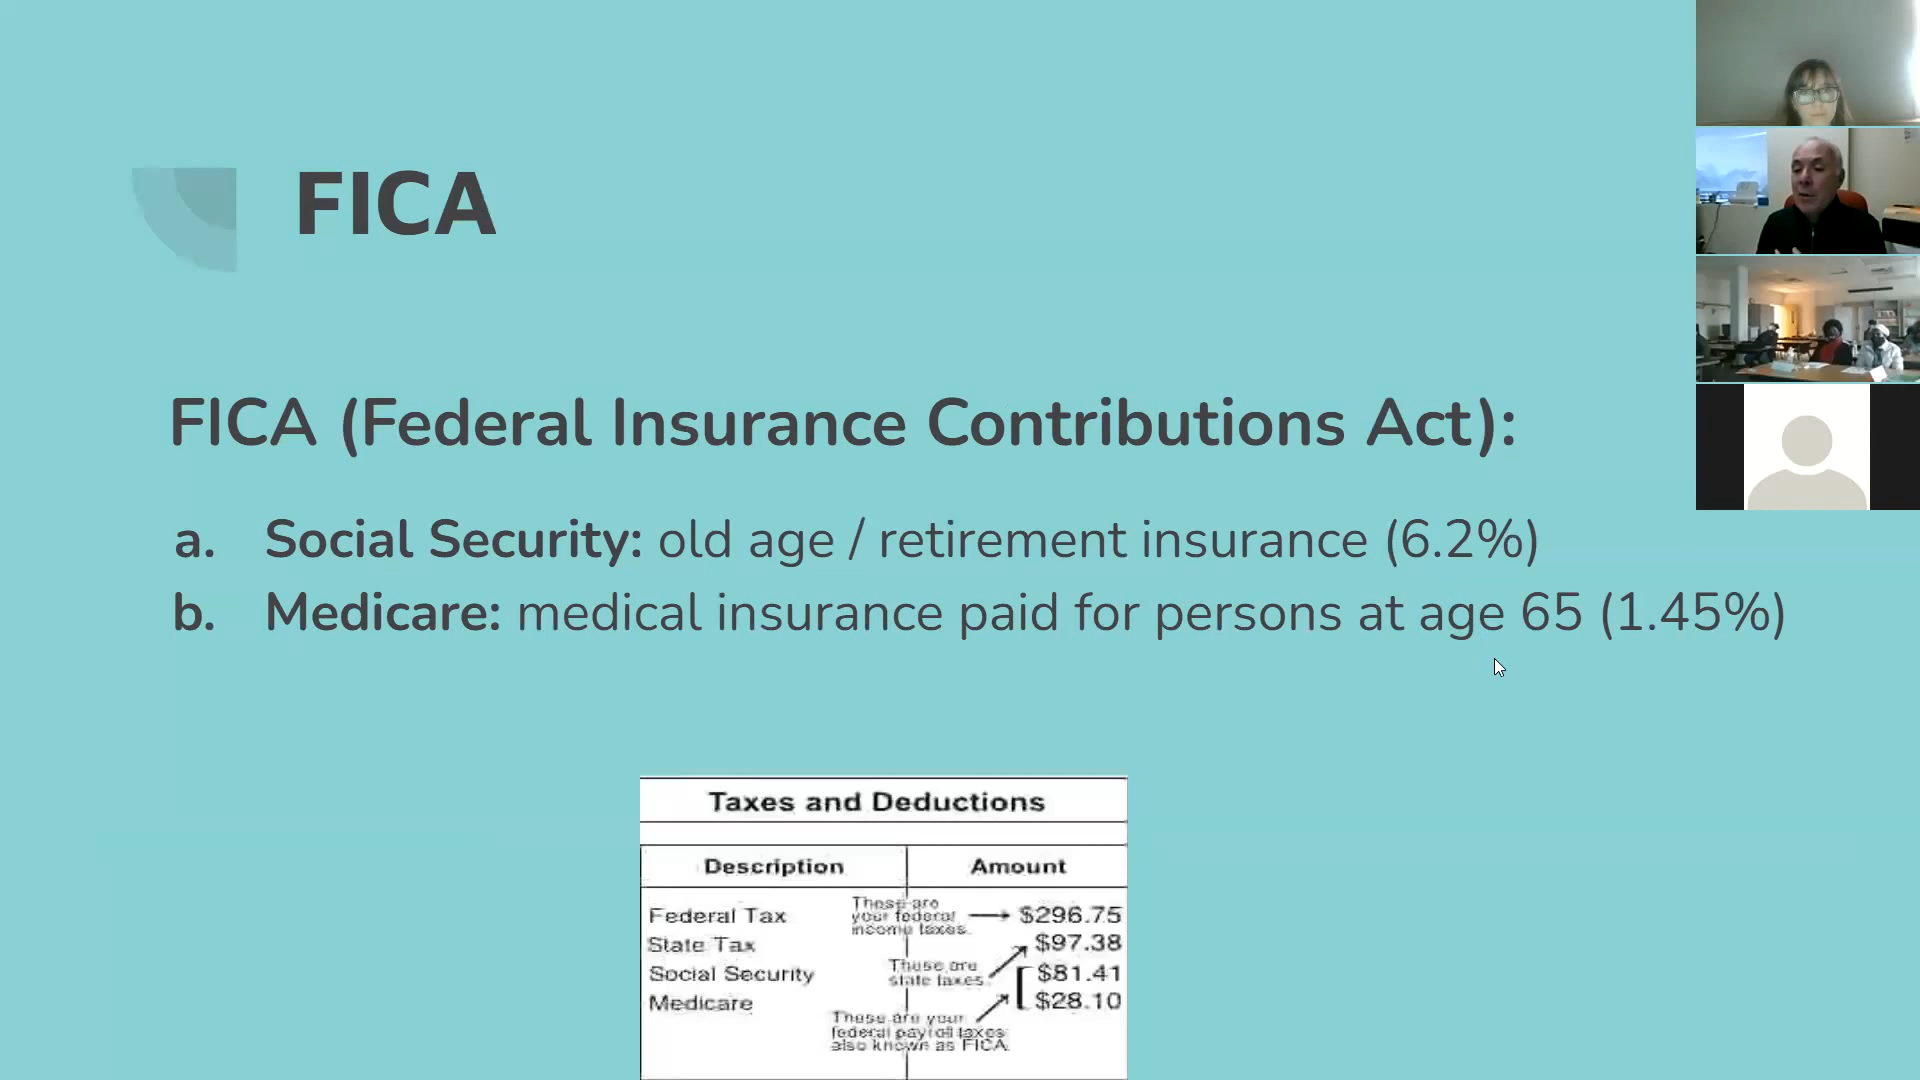 FICA
FICA (Federal Insurance Contributions Act):
a. Social Security: old age / retirement insurance (6.2%)
b. Medicare: medical insurance paid for persons at age 65 (1.45%)
Taxes and Deductions
Description Amount
Federal Tax $296.75
These are
your federal
income taxes.
State Tax $97.38
These are
state taxes.
Social Security $81.41
Medicare $28.10
These are your
federal payroll taxes
also known as FICA.